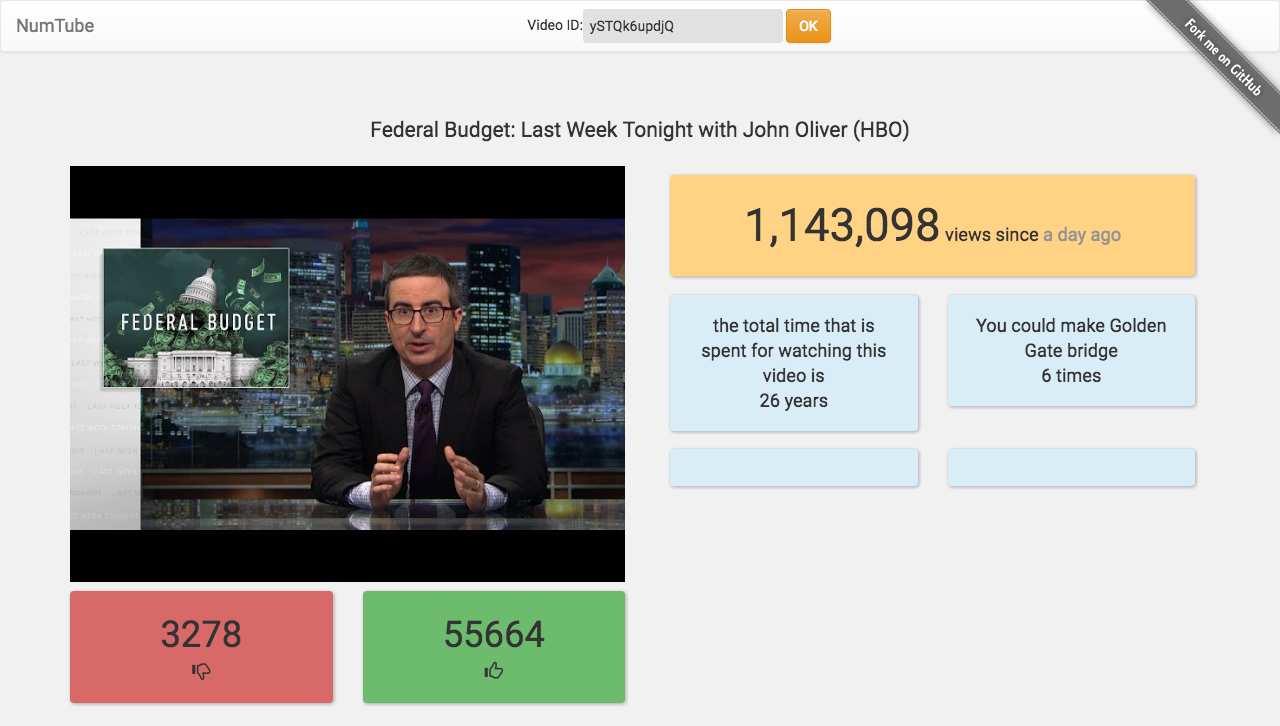 NumTube
Video ID:
ySTQk6updjQ
OK
Fork me on GitHub
Federal Budget: Last Week Tonight with John Oliver (HBO)
FEDERAL BUDGET
1,143,098 views since a day ago
the total time that is
spent for watching this
video is
26 years
You could make Golden
Gate bridge
6 times
3278
55664